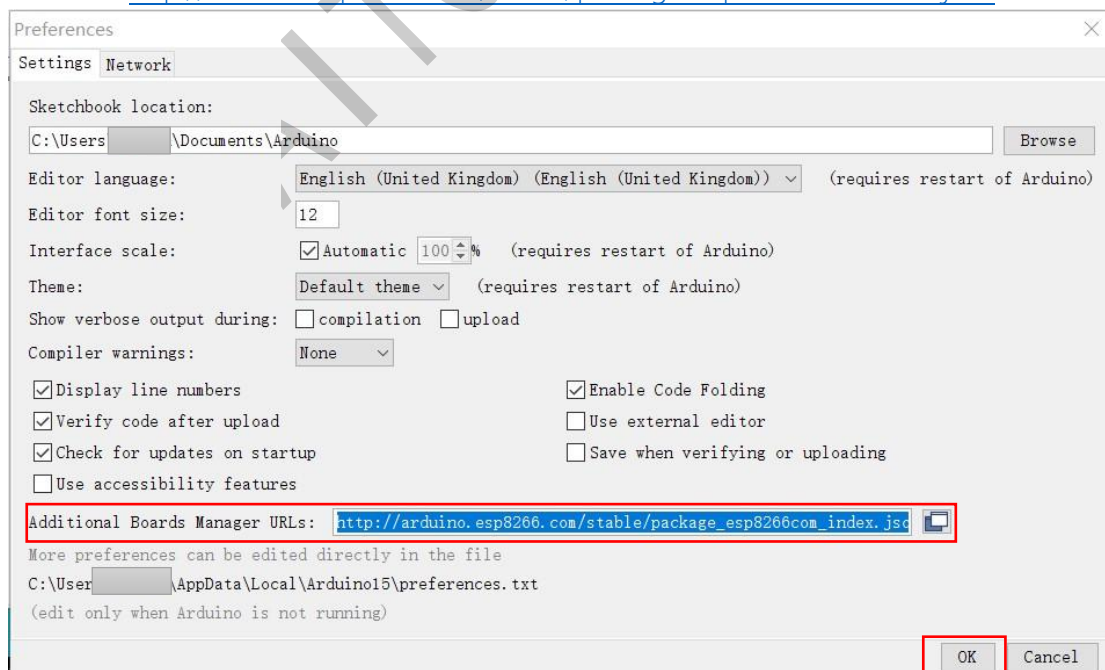 Preferences
Settings Network
Sketchbook location:
C:\Users \Documents\Arduino Browse
Editor language: English (United Kingdom) (English (United Kingdom)) (requires restart of Arduino)
Editor font size: 12
Interface scale: Automatic 100 % (requires restart of Arduino)
Theme: Default theme (requires restart of Arduino)
Show verbose output during: compilation upload
Compiler warnings: None
Display line numbers Enable Code Folding
Verify code after upload Use external editor
Check for updates on startup Save when verifying or uploading
Use accessibility features
Additional Boards Manager URLs: http://arduino.esp8266.com/stable/package_esp8266com_index.jso
More preferences can be edited directly in the file
C:\User \AppData\Local\Arduino15\preferences.txt
(edit only when Arduino is not running)
OK Cancel